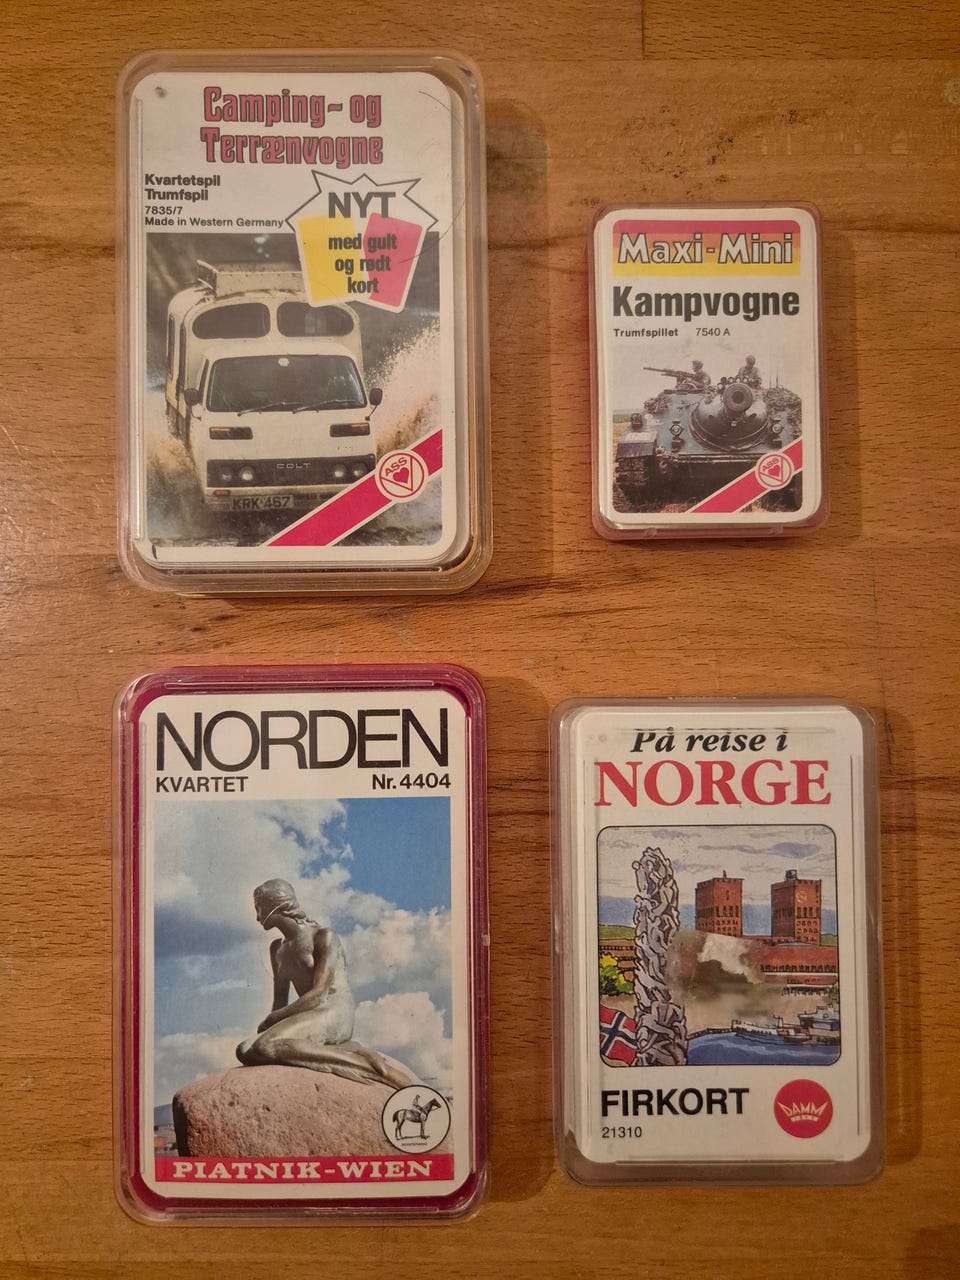 Camping- og
Terrænvogne
Kvartetspil
Trumfspil
7835/7
Made in Western Germany
NYT
med gult
og rødt
kort
COLT
KRK 467
ASS
Maxi-Mini
Kampvogne
Trumfspillet 7540 A
ASS
NORDEN
KVARTET Nr. 4404
PIATNIK-WIEN
På reise i
NORGE
FIRKORT
21310
DAMM